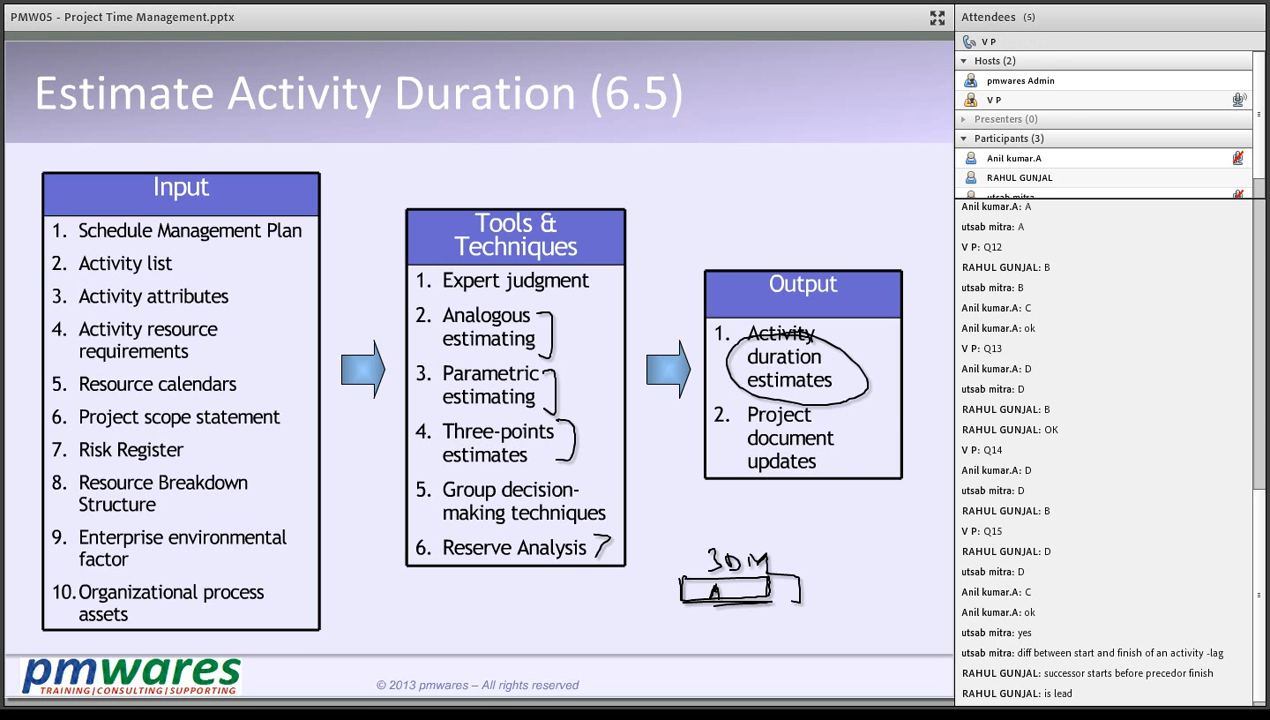 PMW05 - Project Time Management.pptx
Estimate Activity Duration (6.5)
Input
1. Schedule Management Plan
2. Activity list
3. Activity attributes
4. Activity resource
requirements
5. Resource calendars
6. Project scope statement
7. Risk Register
8. Resource Breakdown
Structure
9. Enterprise environmental
factor
10. Organizational process
assets
Tools &
Techniques
1. Expert judgment
2. Analogous
estimating
3. Parametric
estimating
4. Three-points
estimates
5. Group decision-
making techniques
6. Reserve Analysis
Output
1. Activity
duration
estimates
2. Project
document
updates
A
pmwares
TRAINING|CONSULTING|SUPPORTING
© 2013 pmwares – All rights reserved
Attendees (5)
V P
Hosts (2)
pmwares Admin
V P
Presenters (0)
Participants (3)
Anil kumar.A
RAHUL GUNJAL
utsab mitra
Anil kumar.A: A
utsab mitra: A
V P: Q12
RAHUL GUNJAL: B
utsab mitra: B
Anil kumar.A: C
Anil kumar.A: ok
V P: Q13
Anil kumar.A: D
utsab mitra: D
RAHUL GUNJAL: B
RAHUL GUNJAL: OK
V P: Q14
Anil kumar.A: D
utsab mitra: D
RAHUL GUNJAL: B
V P: Q15
RAHUL GUNJAL: D
utsab mitra: D
Anil kumar.A: C
Anil kumar.A: ok
utsab mitra: yes
utsab mitra: diff between start and finish of an activity -lag
RAHUL GUNJAL: successor starts before precedor finish
RAHUL GUNJAL: is lead